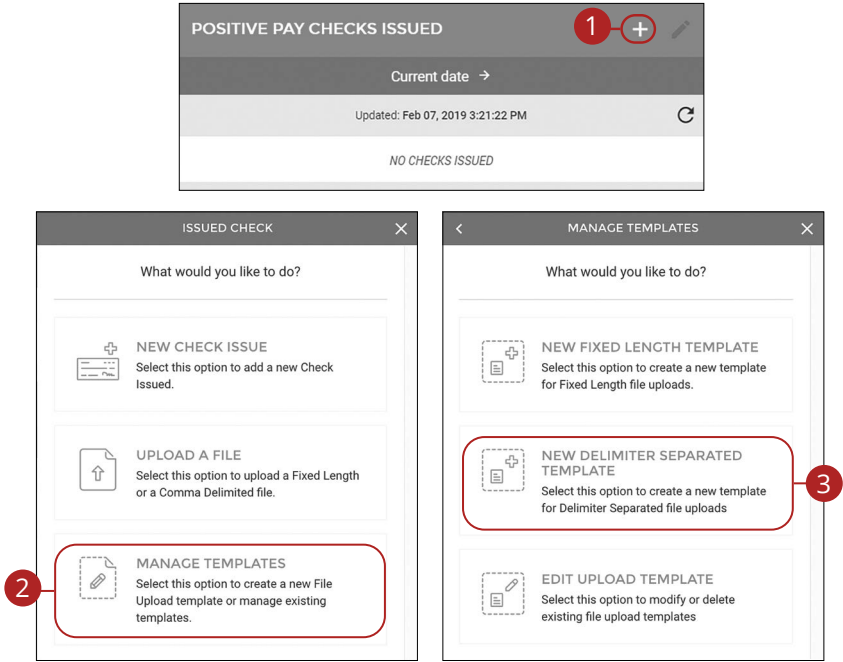 POSITIVE PAY CHECKS ISSUED
1
Current date
Updated: Feb 07, 2019 3:21:22 PM
NO CHECKS ISSUED
ISSUED CHECK
What would you like to do?
NEW CHECK ISSUE
Select this option to add a new Check
Issued.
UPLOAD A FILE
Select this option to upload a Fixed Length
or a Comma Delimited file.
2
MANAGE TEMPLATES
Select this option to create a new File
Upload template or manage existing
templates.
MANAGE TEMPLATES
What would you like to do?
NEW FIXED LENGTH TEMPLATE
Select this option to create a new template
for Fixed Length file uploads.
NEW DELIMITER SEPARATED
TEMPLATE
Select this option to create a new template
for Delimiter Separated file uploads
3
EDIT UPLOAD TEMPLATE
Select this option to modify or delete
existing file upload templates